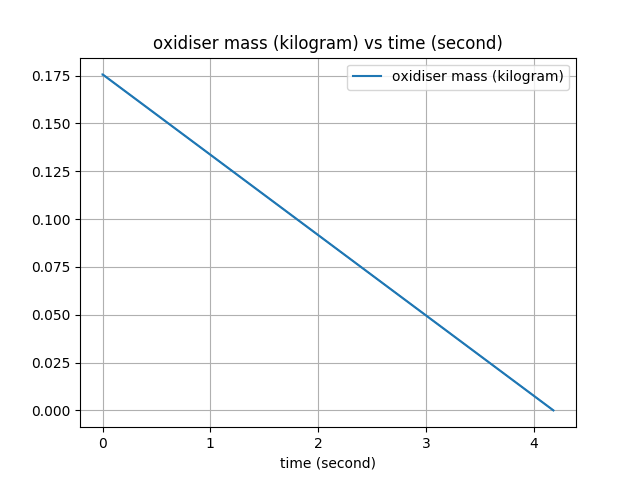 oxidiser mass (kilogram) vs time (second)
oxidiser mass (kilogram)
0.175
0.150
0.125
0.100
0.075
0.050
0.025
0.000
0 1 2 3 4
time (second)